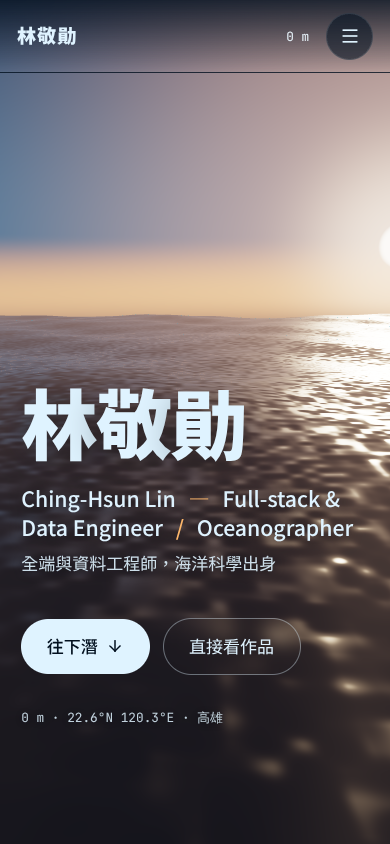 林敬勛
0 m
林敬勛
Ching-Hsun Lin — Full-stack &
Data Engineer / Oceanographer
全端與資料工程師，海洋科學出身
往下潛 ↓
直接看作品
0 m · 22.6°N 120.3°E · 高雄